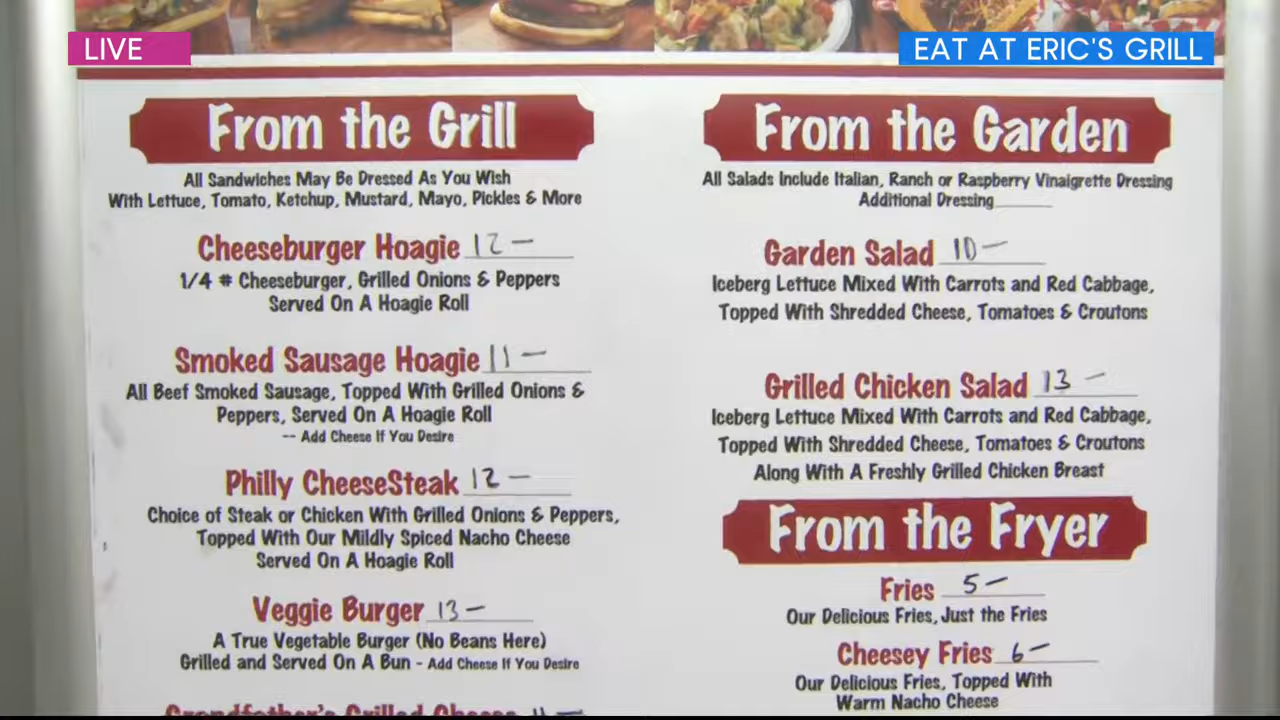 LIVE
EAT AT ERIC'S GRILL
From the Grill
All Sandwiches May Be Dressed As You Wish
With Lettuce, Tomato, Ketchup, Mustard, Mayo, Pickles & More
Cheeseburger Hoagie 12 —
1/4 # Cheeseburger, Grilled Onions & Peppers
Served On A Hoagie Roll
Smoked Sausage Hoagie 11 —
All Beef Smoked Sausage, Topped With Grilled Onions &
Peppers, Served On A Hoagie Roll
-- Add Cheese If You Desire
Philly CheeseSteak 12 —
Choice of Steak or Chicken With Grilled Onions & Peppers,
Topped With Our Mildly Spiced Nacho Cheese
Served On A Hoagie Roll
Veggie Burger 13 —
A True Vegetable Burger (No Beans Here)
Grilled and Served On A Bun - Add Cheese If You Desire
Grandfather's Grilled Cheese
From the Garden
All Salads Include Italian, Ranch or Raspberry Vinaigrette Dressing
Additional Dressing______
Garden Salad 10 —
Iceberg Lettuce Mixed With Carrots and Red Cabbage,
Topped With Shredded Cheese, Tomatoes & Croutons
Grilled Chicken Salad 13 —
Iceberg Lettuce Mixed With Carrots and Red Cabbage,
Topped With Shredded Cheese, Tomatoes & Croutons
Along With A Freshly Grilled Chicken Breast
From the Fryer
Fries 5 —
Our Delicious Fries, Just the Fries
Cheesey Fries 6 —
Our Delicious Fries, Topped With
Warm Nacho Cheese